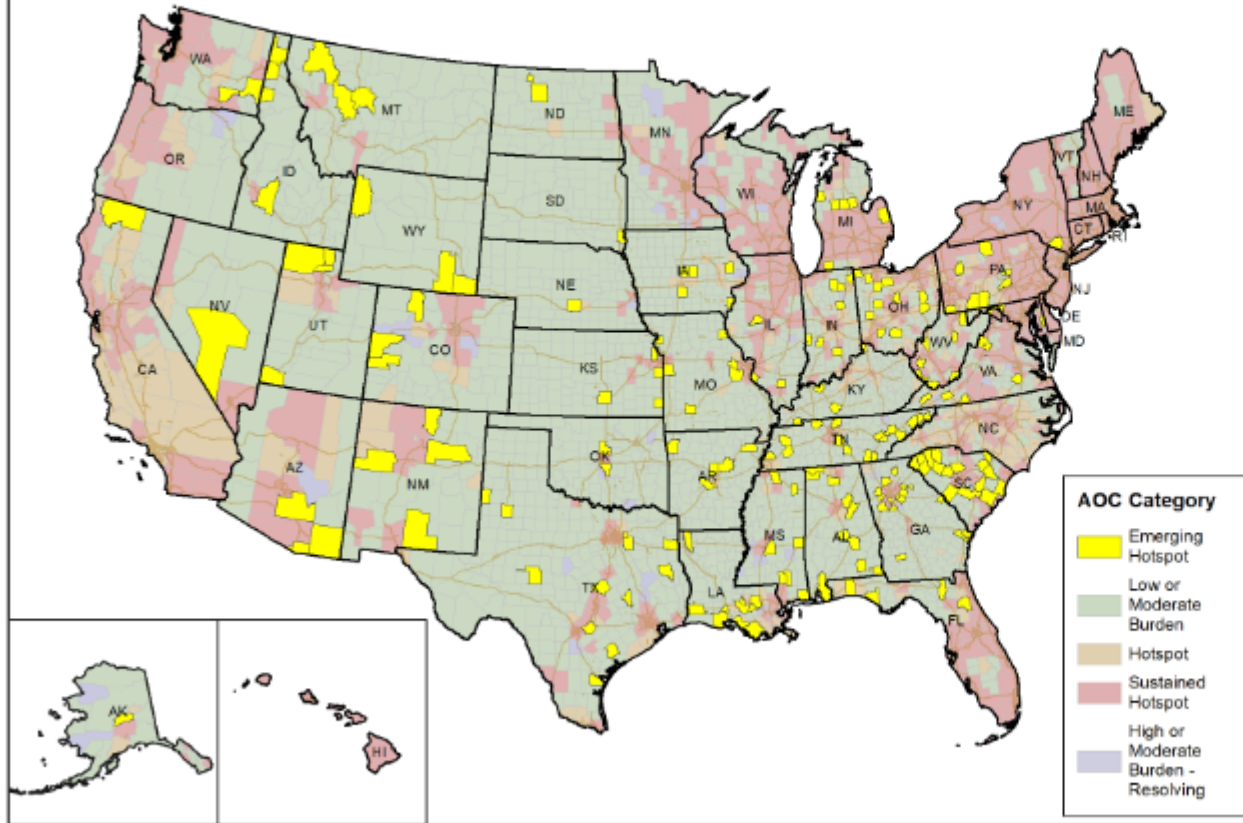 WA
MT
ND
MN
ME
OR
ID
SD
WI
VT
NH
NY
MA
MI
CT
RI
WY
IA
PA
NE
NJ
NV
OH
UT
IL
IN
DE
CO
WV
MD
CA
KS
MO
KY
VA
NC
TN
OK
AZ
AR
NM
SC
MS
AL
GA
TX
LA
FL
AK
HI
AOC Category
Emerging
Hotspot
Low or
Moderate
Burden
Hotspot
Sustained
Hotspot
High or
Moderate
Burden -
Resolving